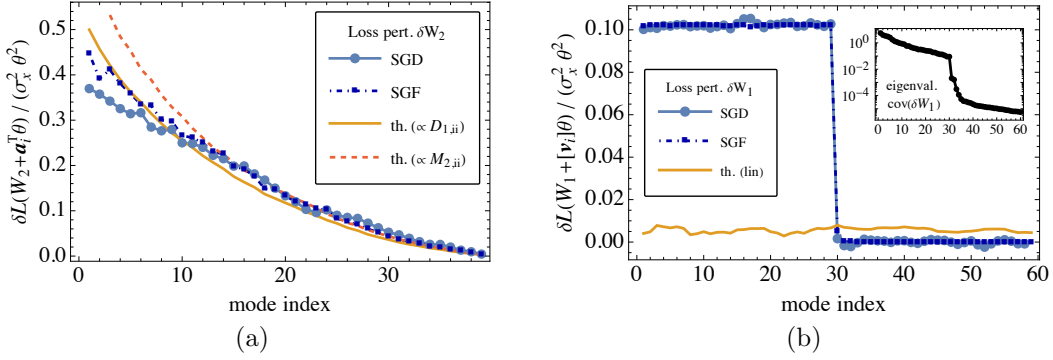 δL(W₂+aᵢᵀθ) / (σₓ² θ²)
0.5
0.4
0.3
0.2
0.1
0.0
Loss pert. δW₂
SGD
SGF
th. (∝ D₁,ᵢᵢ)
th. (∝ M₂,ᵢᵢ)
0 10 20 30
mode index
(a)
δL(W₁+[vᵢ]θ) / (σₓ² θ²)
0.10
0.08
0.06
0.04
0.02
0.00
Loss pert. δW₁
SGD
SGF
th. (lin)
10⁰
10⁻²
10⁻⁴
eigenval.
cov(δW₁)
0 10 20 30 40 50 60
0 10 20 30 40 50 60
mode index
(b)